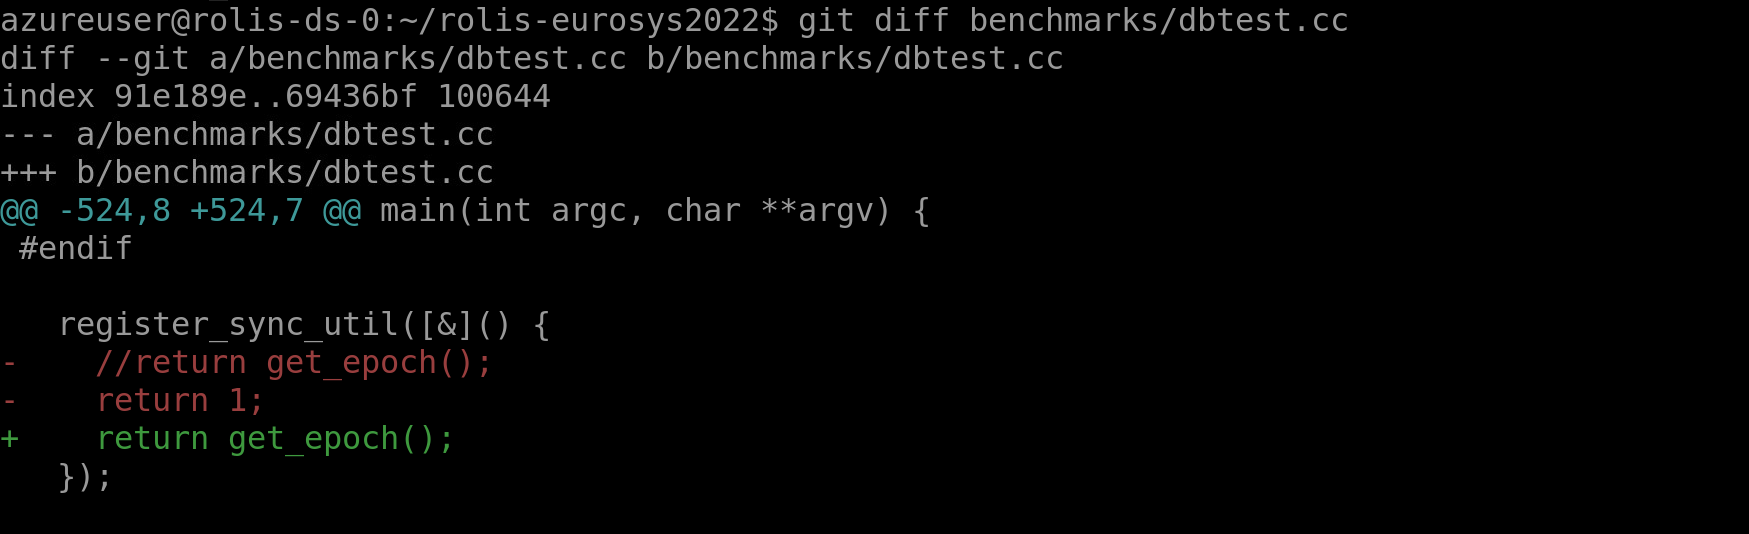 azureuser@rolis-ds-0:~/rolis-eurosys2022$ git diff benchmarks/dbtest.cc
diff --git a/benchmarks/dbtest.cc b/benchmarks/dbtest.cc
index 91e189e..69436bf 100644
--- a/benchmarks/dbtest.cc
+++ b/benchmarks/dbtest.cc
@@ -524,8 +524,7 @@ main(int argc, char **argv) {
 #endif

   register_sync_util([&]() {
-    //return get_epoch();
-    return 1;
+    return get_epoch();
   });